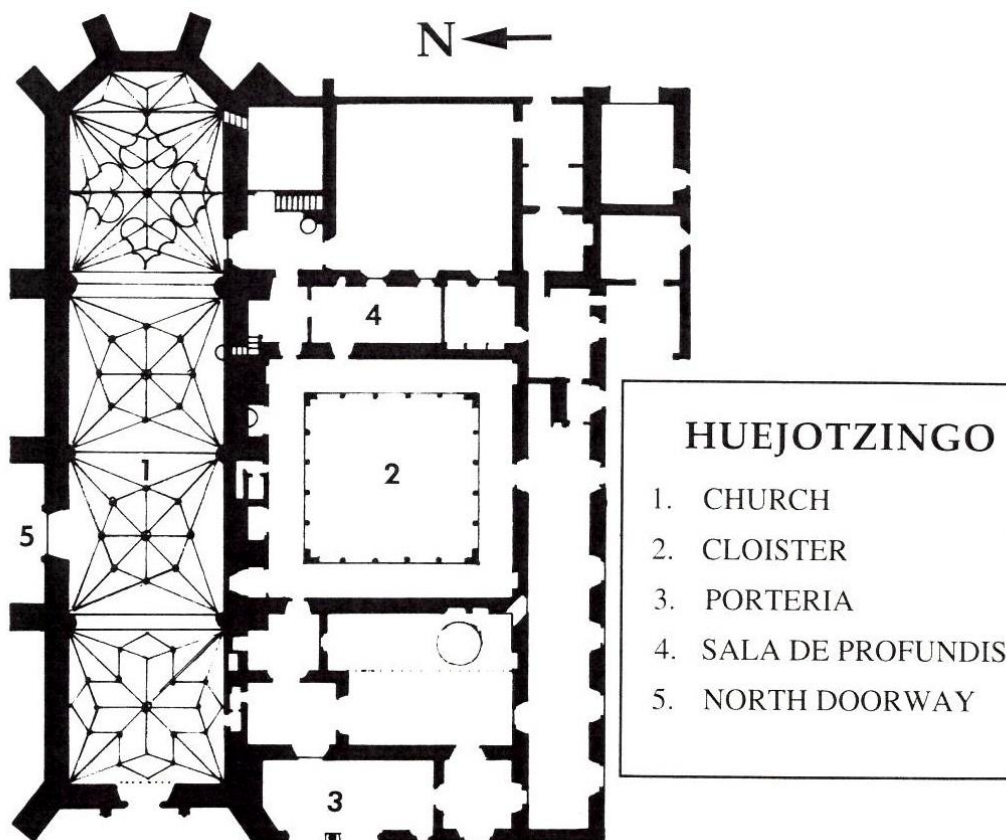 N
4
2
1
5
3
HUEJOTZINGO
1. CHURCH
2. CLOISTER
3. PORTERIA
4. SALA DE PROFUNDIS
5. NORTH DOORWAY